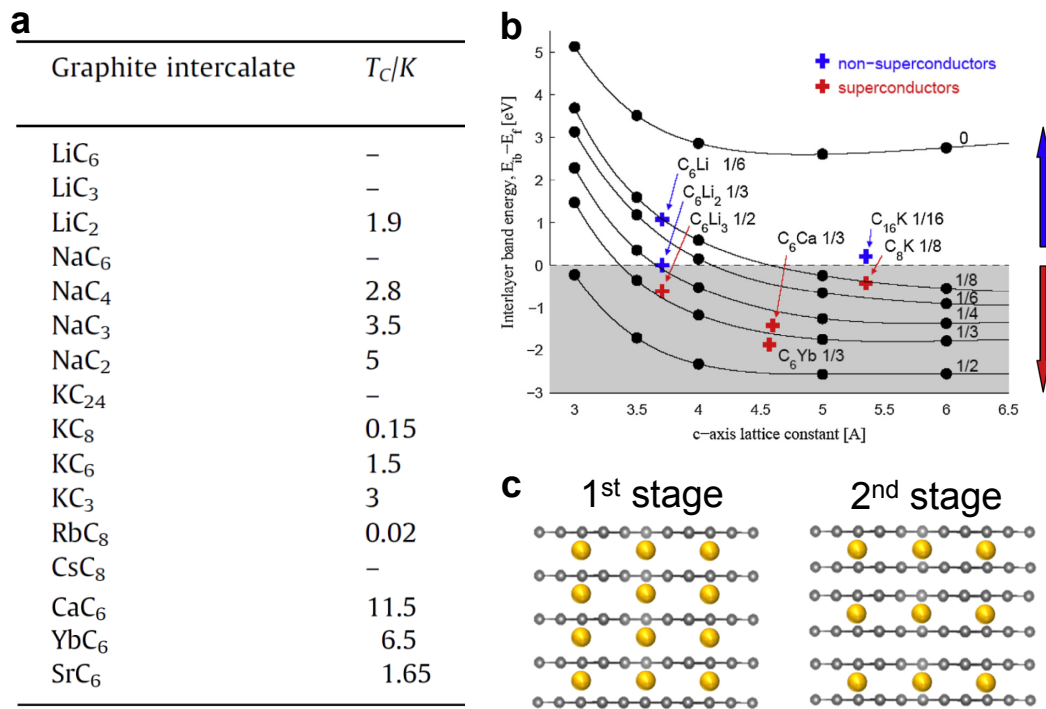 a
Graphite intercalate T_C/K
LiC₆ –
LiC₃ –
LiC₂ 1.9
NaC₆ –
NaC₄ 2.8
NaC₃ 3.5
NaC₂ 5
KC₂₄ –
KC₈ 0.15
KC₆ 1.5
KC₃ 3
RbC₈ 0.02
CsC₈ –
CaC₆ 11.5
YbC₆ 6.5
SrC₆ 1.65
b
Interlayer band energy, E_ib−E_f [eV]
5
4
3
2
1
0
−1
−2
−3
non−superconductors
superconductors
0
C₆Li 1/6
C₆Li₂ 1/3
C₆Li₃ 1/2
C₆Ca 1/3
C₁₆K 1/16
C₈K 1/8
C₆Yb 1/3
1/8
1/6
1/4
1/3
1/2
3 3.5 4 4.5 5 5.5 6 6.5
c−axis lattice constant [A]
c
1ˢᵗ stage 2ⁿᵈ stage